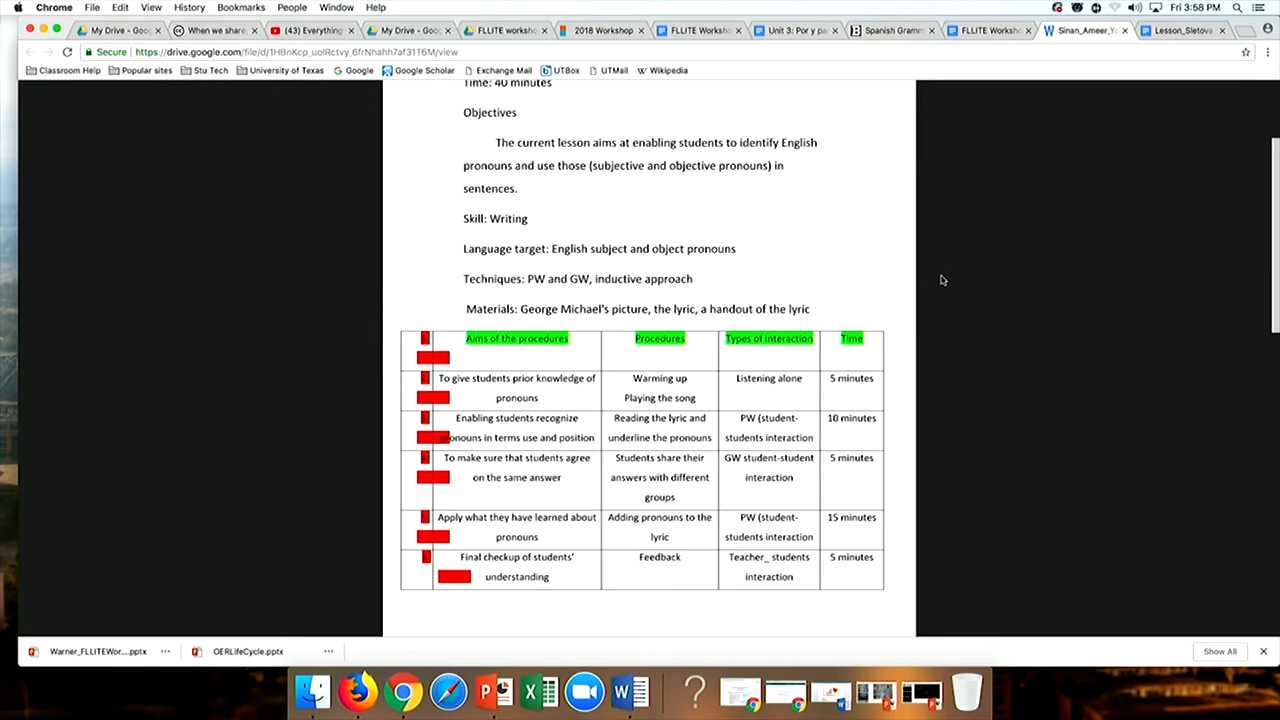 Chrome File Edit View History Bookmarks People Window Help
Fri 3:58 PM
My Drive - Goo
When we share,
(43) Everything
My Drive - Goo
FLLITE worksho
2018 Workshop
FLLITE Worksho
Unit 3: Por y pa
Spanish Gramm
FLLITE Worksho
Sinan_Ameer_Yo
Lesson_Sletova
Secure https://drive.google.com/file/d/1HBnKcp_uolRctvy_6frNhahh7af31T6M/view
Classroom Help Popular sites Stu Tech University of Texas Google Google Scholar Exchange Mail UTBox UTMail Wikipedia
Time: 40 minutes
Objectives
The current lesson aims at enabling students to identify English
pronouns and use those (subjective and objective pronouns) in
sentences.
Skill: Writing
Language target: English subject and object pronouns
Techniques: PW and GW, inductive approach
Materials: George Michael's picture, the lyric, a handout of the lyric
Aims of the procedures Procedures Types of interaction Time
To give students prior knowledge of Warming up Listening alone 5 minutes
pronouns Playing the song
Enabling students recognize Reading the lyric and PW (student- 10 minutes
pronouns in terms use and position underline the pronouns students interaction
To make sure that students agree Students share their GW student-student 5 minutes
on the same answer answers with different interaction
groups
Apply what they have learned about Adding pronouns to the PW (student- 15 minutes
pronouns lyric students interaction
Final checkup of students' Feedback Teacher_ students 5 minutes
understanding interaction
Warner_FLLITEWor....pptx
OERLifeCycle.pptx
Show All